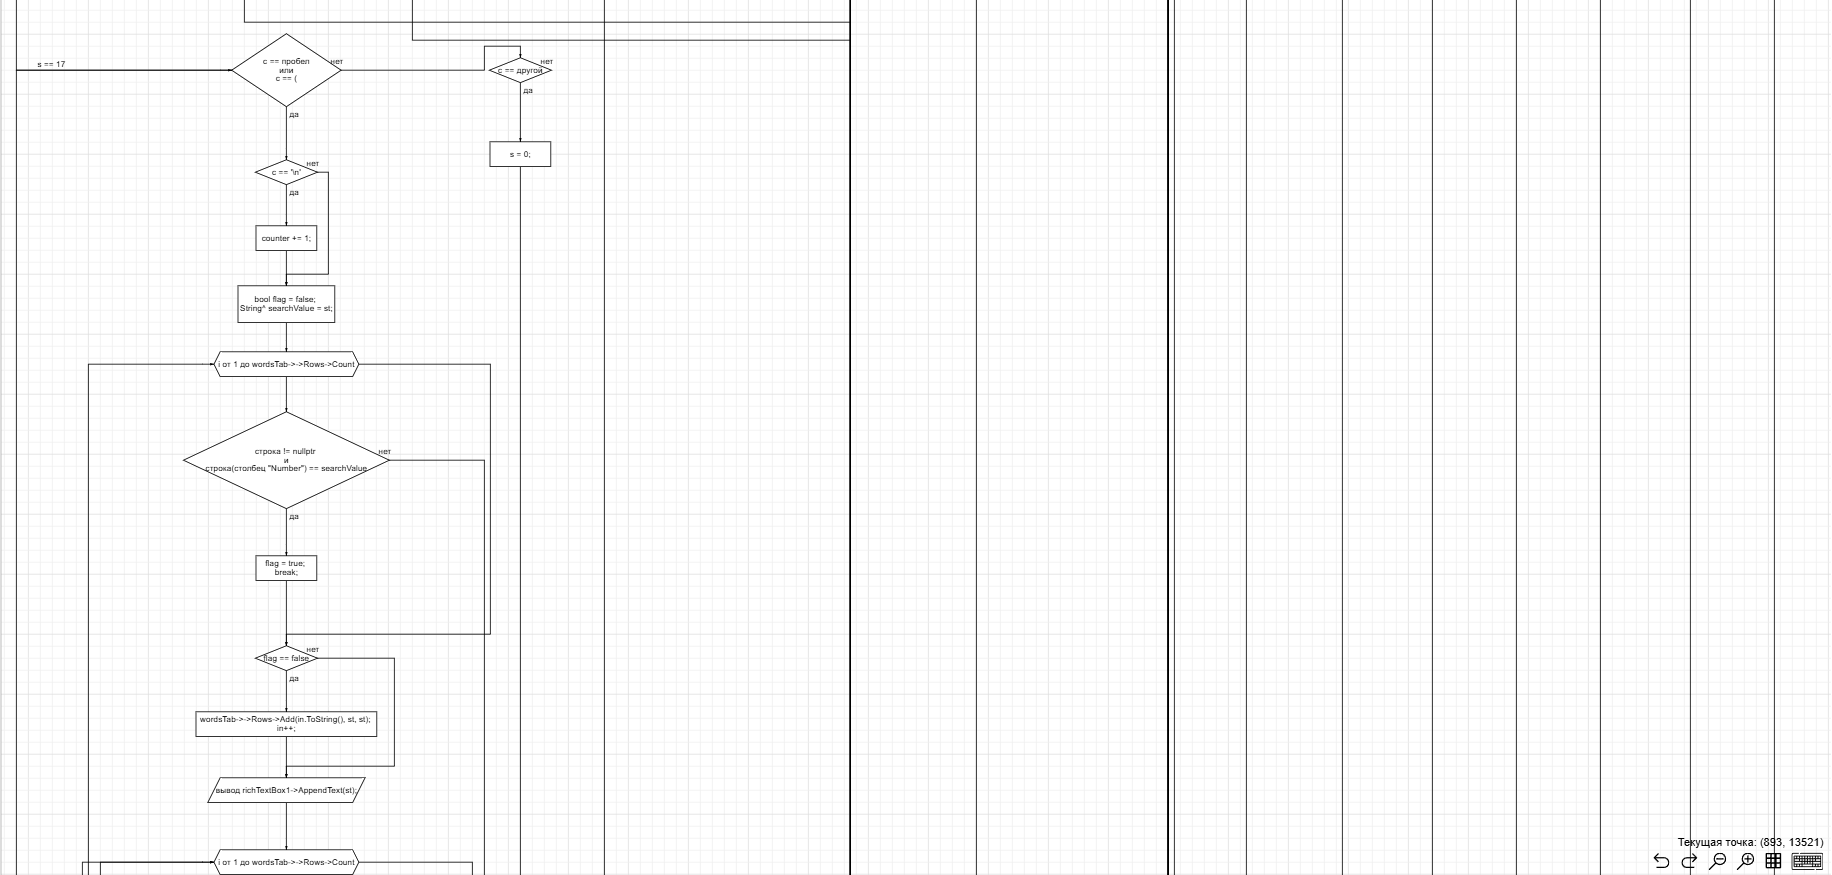 s == 17
c == пробел
или
c == (
нет
нет
c == другой
да
да
s = 0;
нет
c == '\n'
да
counter += 1;
bool flag = false;
String^ searchValue = st;
i от 1 до wordsTab->->Rows->Count
строка != nullptr
и
строка(столбец "Number") == searchValue
нет
да
flag = true;
break;
нет
flag == false
да
wordsTab->->Rows->Add(in.ToString(), st, st);
in++;
вывод richTextBox1->AppendText(st);
i от 1 до wordsTab->->Rows->Count
Текущая точка: (893, 13521)